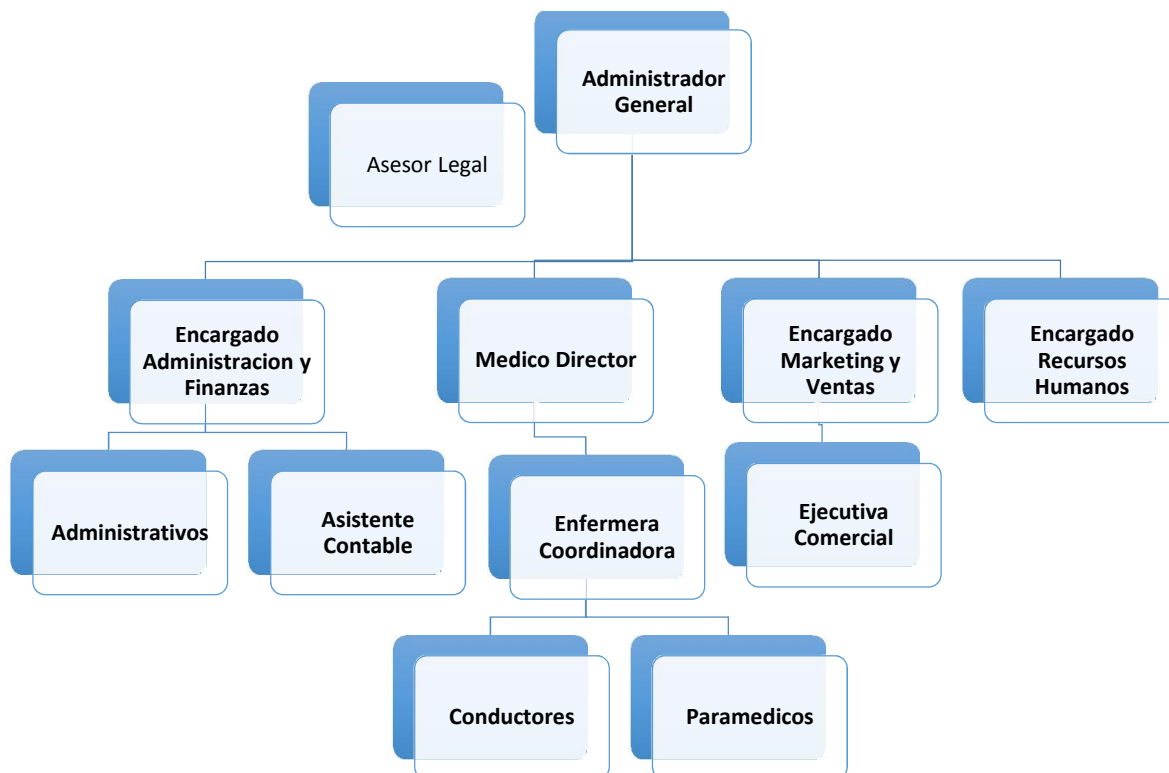 Administrador
General
Asesor Legal
Encargado
Administracion y
Finanzas
Medico Director
Encargado
Marketing y
Ventas
Encargado
Recursos
Humanos
Administrativos
Asistente
Contable
Enfermera
Coordinadora
Ejecutiva
Comercial
Conductores
Paramedicos